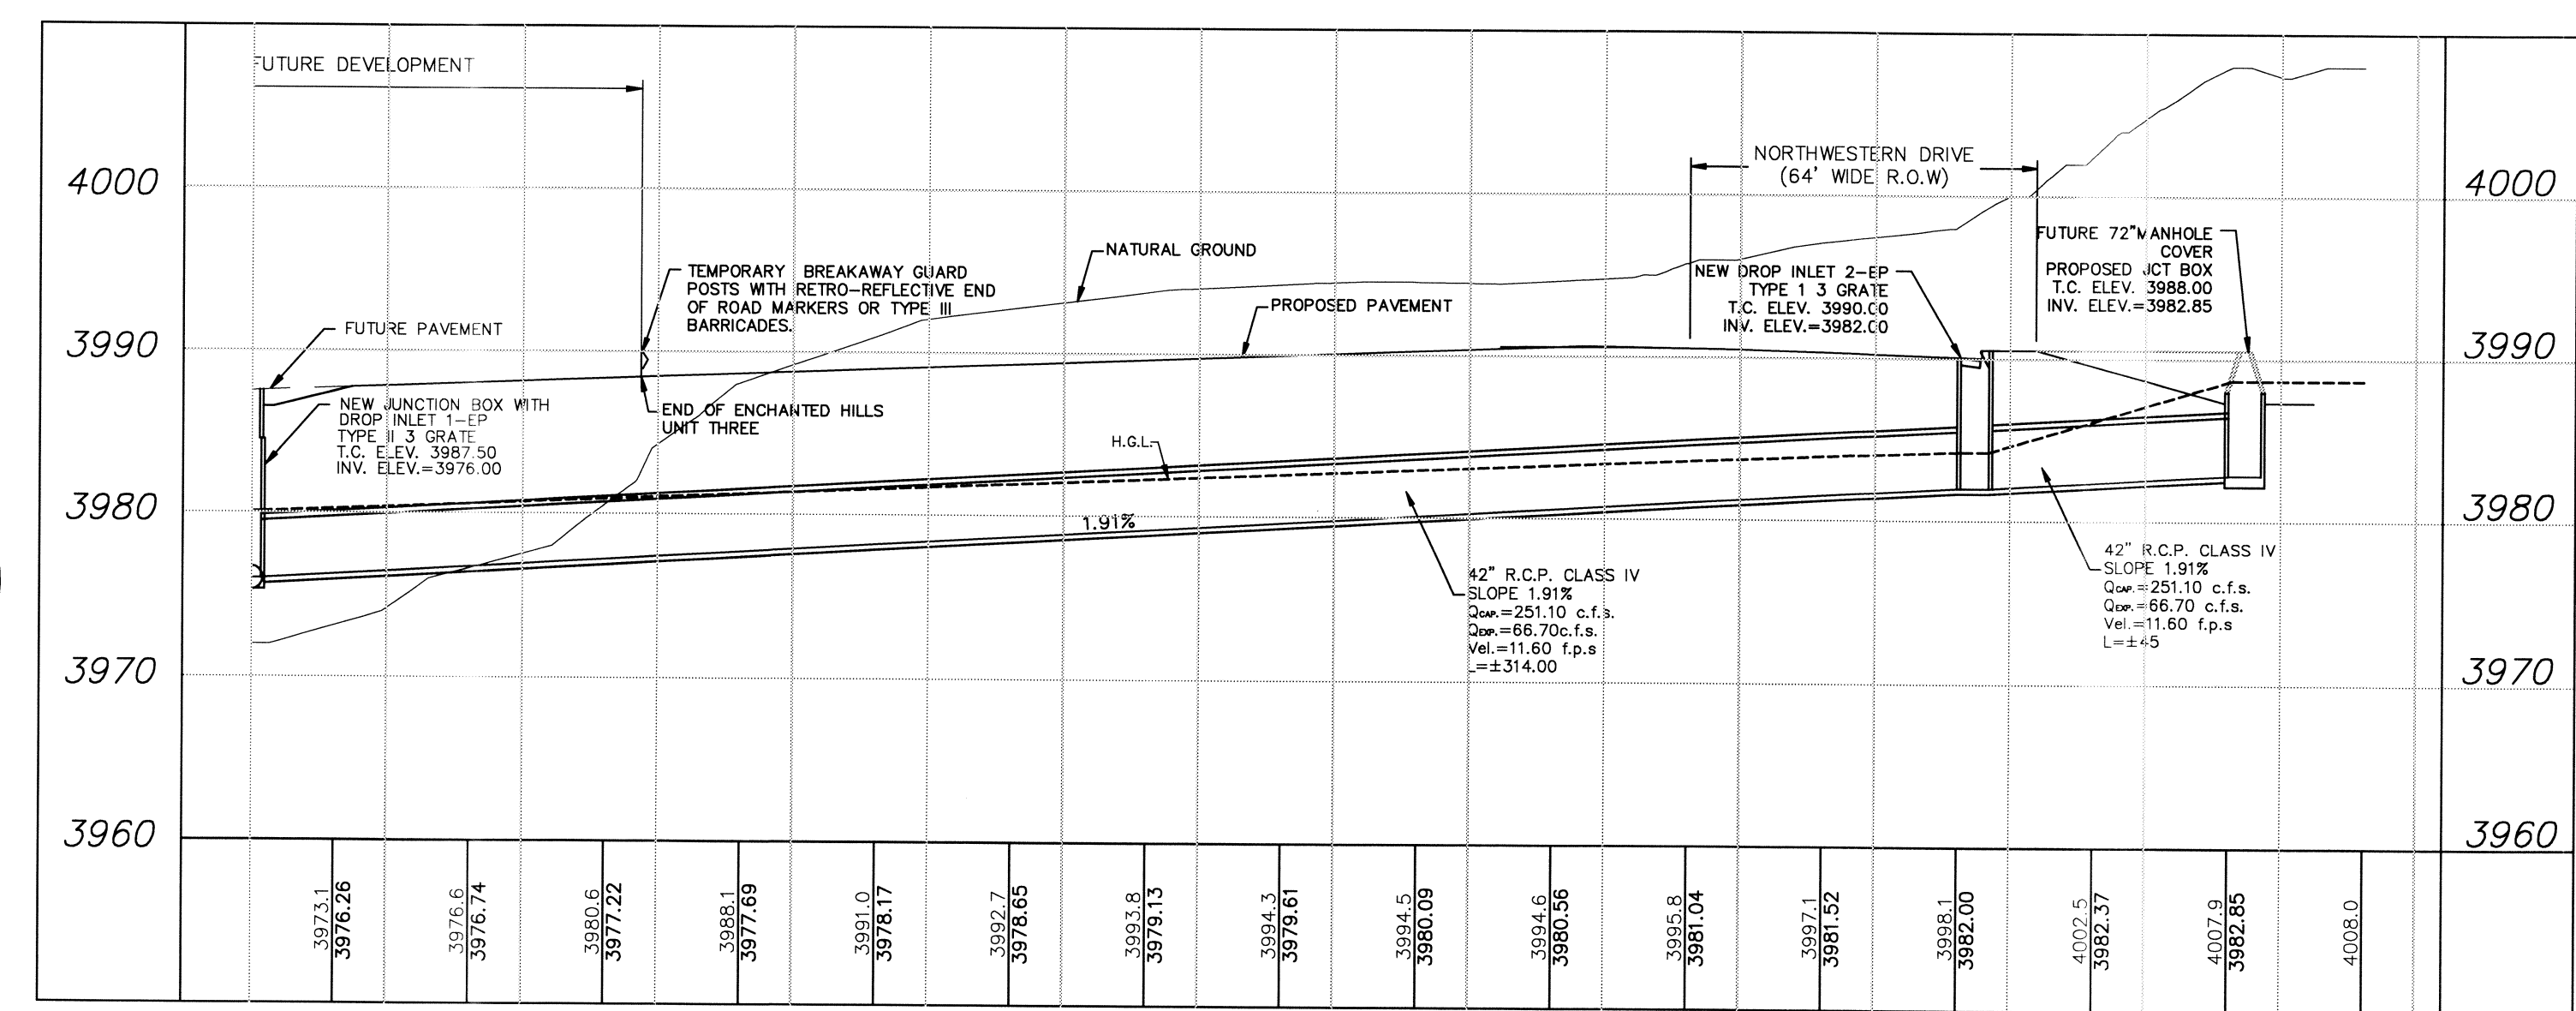 FUTURE DEVELOPMENT
4000
4000
NORTHWESTERN DRIVE
(64' WIDE R.O.W)
FUTURE 72"MANHOLE
COVER
PROPOSED JCT BOX
T.C. ELEV. 3988.00
INV. ELEV.=3982.85
NATURAL GROUND
TEMPORARY BREAKAWAY GUARD
POSTS WITH RETRO-REFLECTIVE END
OF ROAD MARKERS OR TYPE III
BARRICADES.
NEW DROP INLET 2-EP
TYPE 1 3 GRATE
T.C. ELEV. 3990.00
INV. ELEV.=3982.00
PROPOSED PAVEMENT
FUTURE PAVEMENT
3990
3990
NEW JUNCTION BOX WITH
DROP INLET 1-EP
TYPE II 3 GRATE
T.C. ELEV. 3987.50
INV. ELEV.=3976.00
END OF ENCHANTED HILLS
UNIT THREE
H.G.L.
3980
3980
1.91%
42" R.C.P. CLASS IV
SLOPE 1.91%
QCAP.=251.10 c.f.s.
QEXP.=66.70c.f.s.
Vel.=11.60 f.p.s
L=±314.00
42" R.C.P. CLASS IV
SLOPE 1.91%
QCAP.=251.10 c.f.s.
QEXP.=66.70 c.f.s.
Vel.=11.60 f.p.s
L=±45
3970
3970
3960
3960
3973.1
3976.26
3976.6
3976.74
3980.6
3977.22
3988.1
3977.69
3991.0
3978.17
3992.7
3978.65
3993.8
3979.13
3994.3
3979.61
3994.5
3980.09
3994.6
3980.56
3995.8
3981.04
3997.1
3981.52
3998.1
3982.00
4002.5
3982.37
4007.9
3982.85
4008.0